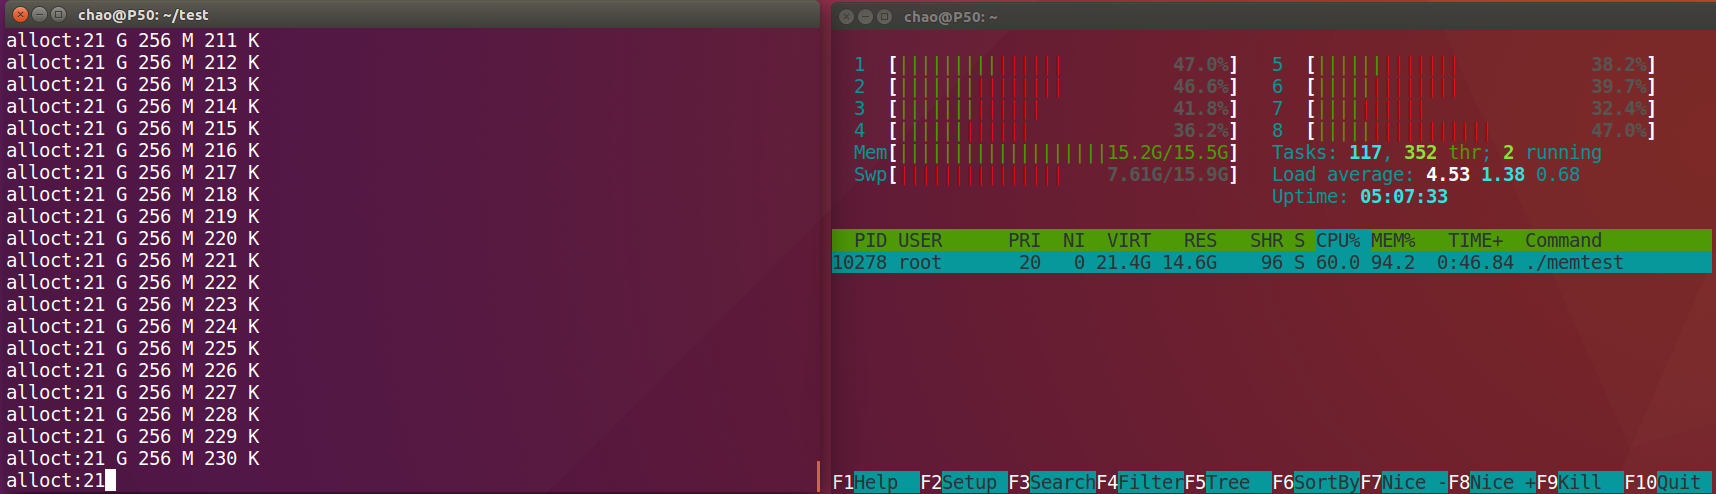 chao@P50: ~/test
alloct:21 G 256 M 211 K
alloct:21 G 256 M 212 K
alloct:21 G 256 M 213 K
alloct:21 G 256 M 214 K
alloct:21 G 256 M 215 K
alloct:21 G 256 M 216 K
alloct:21 G 256 M 217 K
alloct:21 G 256 M 218 K
alloct:21 G 256 M 219 K
alloct:21 G 256 M 220 K
alloct:21 G 256 M 221 K
alloct:21 G 256 M 222 K
alloct:21 G 256 M 223 K
alloct:21 G 256 M 224 K
alloct:21 G 256 M 225 K
alloct:21 G 256 M 226 K
alloct:21 G 256 M 227 K
alloct:21 G 256 M 228 K
alloct:21 G 256 M 229 K
alloct:21 G 256 M 230 K
alloct:21
chao@P50: ~
1 [|||||||||||||||47.0%] 5 [|||||||||||||38.2%]
2 [|||||||||||||||46.6%] 6 [|||||||||||||39.7%]
3 [|||||||||||||41.8%] 7 [||||||||||32.4%]
4 [||||||||||||36.2%] 8 [||||||||||||||||47.0%]
Mem[|||||||||||||||||||15.2G/15.5G] Tasks: 117, 352 thr; 2 running
Swp[|||||||||||||||7.61G/15.9G] Load average: 4.53 1.38 0.68
Uptime: 05:07:33
PID USER PRI NI VIRT RES SHR S CPU% MEM% TIME+ Command
10278 root 20 0 21.4G 14.6G 96 S 60.0 94.2 0:46.84 ./memtest
F1Help F2Setup F3SearchF4FilterF5Tree F6SortByF7Nice -F8Nice +F9Kill F10Quit